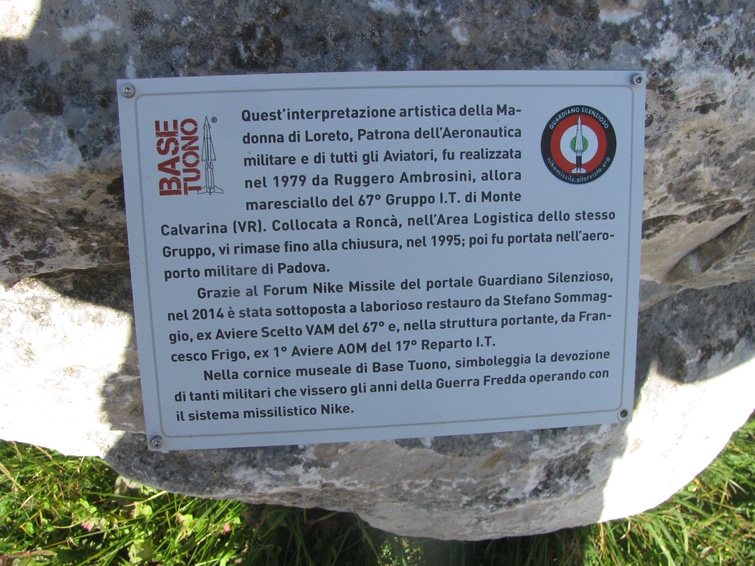 BASE
TUONO
®
GUARDIANO SILENZIOSO
nikemissile.altervista.org
Quest'interpretazione artistica della Ma-
donna di Loreto, Patrona dell'Aeronautica
militare e di tutti gli Aviatori, fu realizzata
nel 1979 da Ruggero Ambrosini, allora
maresciallo del 67° Gruppo I.T. di Monte
Calvarina (VR). Collocata a Roncà, nell'Area Logistica dello stesso
Gruppo, vi rimase fino alla chiusura, nel 1995; poi fu portata nell'aero-
porto militare di Padova.
Grazie al Forum Nike Missile del portale Guardiano Silenzioso,
nel 2014 è stata sottoposta a laborioso restauro da Stefano Sommag-
gio, ex Aviere Scelto VAM del 67° e, nella struttura portante, da Fran-
cesco Frigo, ex 1° Aviere AOM del 17° Reparto I.T.
Nella cornice museale di Base Tuono, simboleggia la devozione
di tanti militari che vissero gli anni della Guerra Fredda operando con
il sistema missilistico Nike.